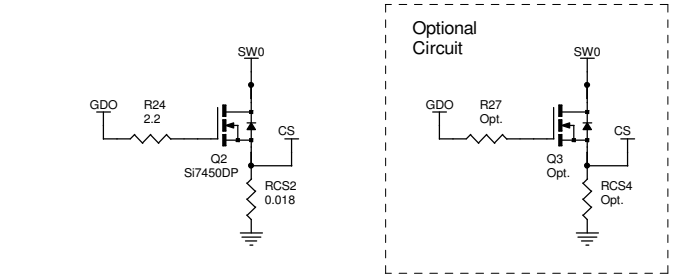 Optional
Circuit
SW0
GDO
R24
2.2
CS
Q2
Si7450DP
RCS2
0.018
SW0
GDO
R27
Opt.
CS
Q3
Opt.
RCS4
Opt.